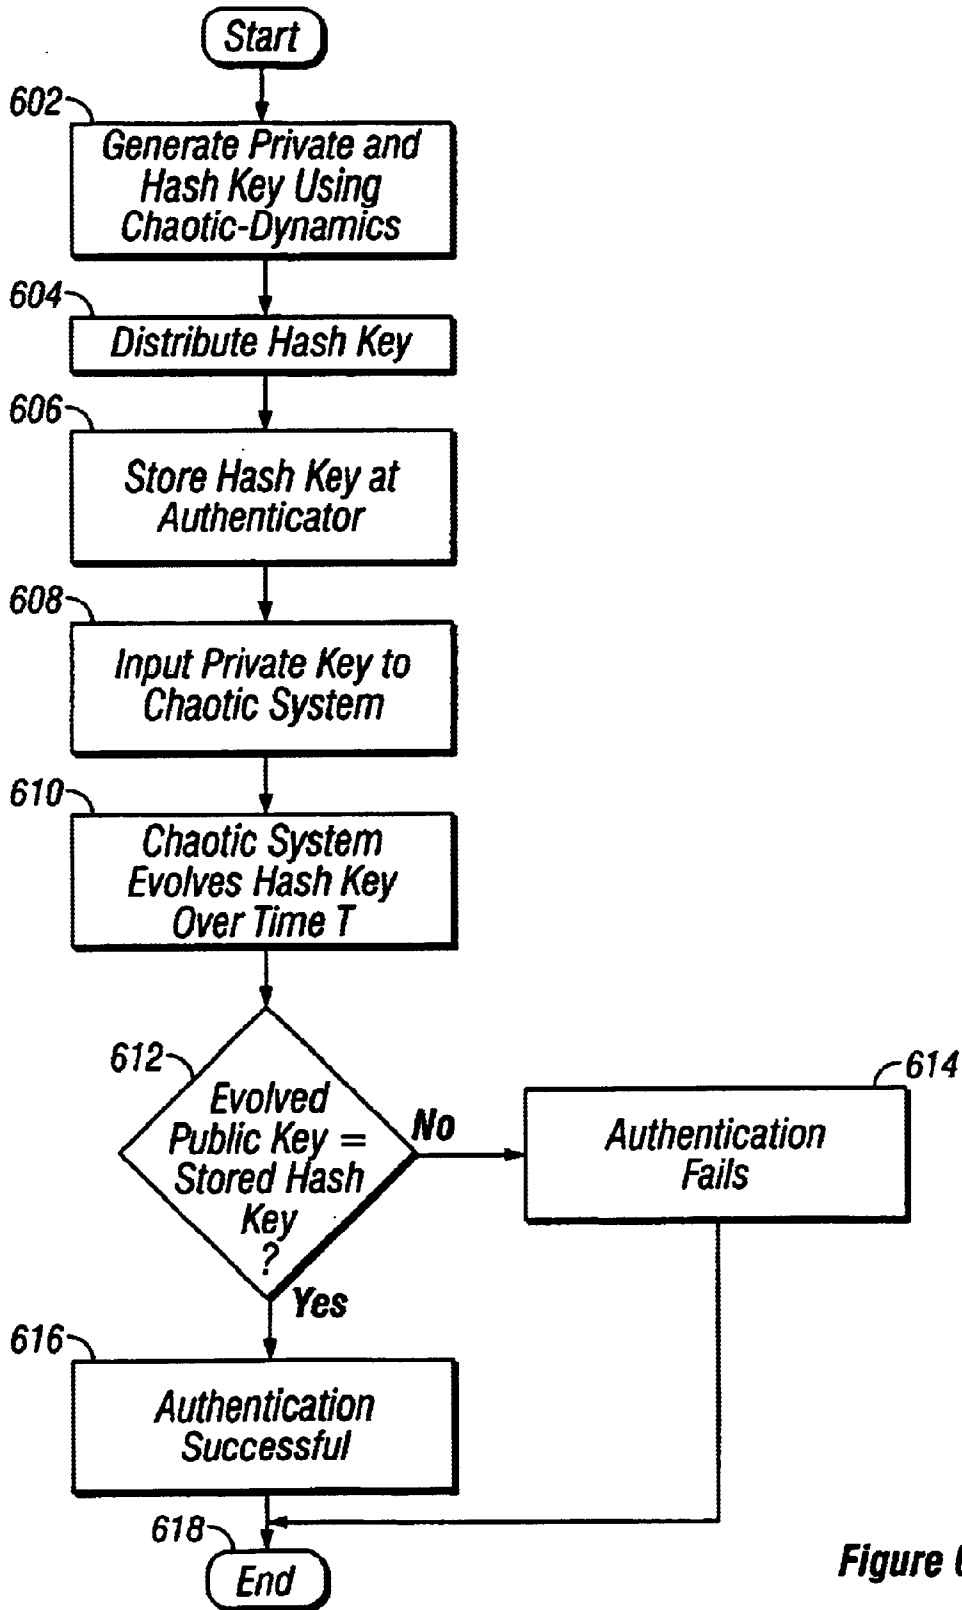 Start
602
Generate Private and
Hash Key Using
Chaotic-Dynamics
604
Distribute Hash Key
606
Store Hash Key at
Authenticator
608
Input Private Key to
Chaotic System
610
Chaotic System
Evolves Hash Key
Over Time T
612
Evolved
Public Key =
Stored Hash
Key
?
No
614
Authentication
Fails
Yes
616
Authentication
Successful
618
End
Figure